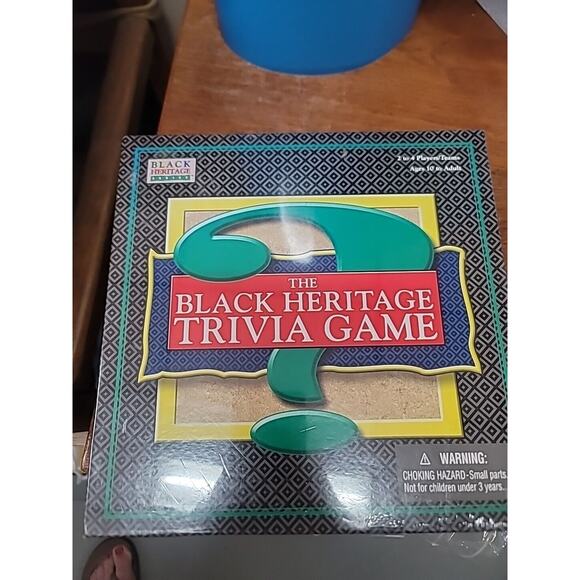 BLACK
HERITAGE
SERIES
2 to 4 Players/Teams
Ages 10 to Adult
THE
BLACK HERITAGE
TRIVIA GAME
⚠ WARNING:
CHOKING HAZARD-Small parts.
Not for children under 3 years.